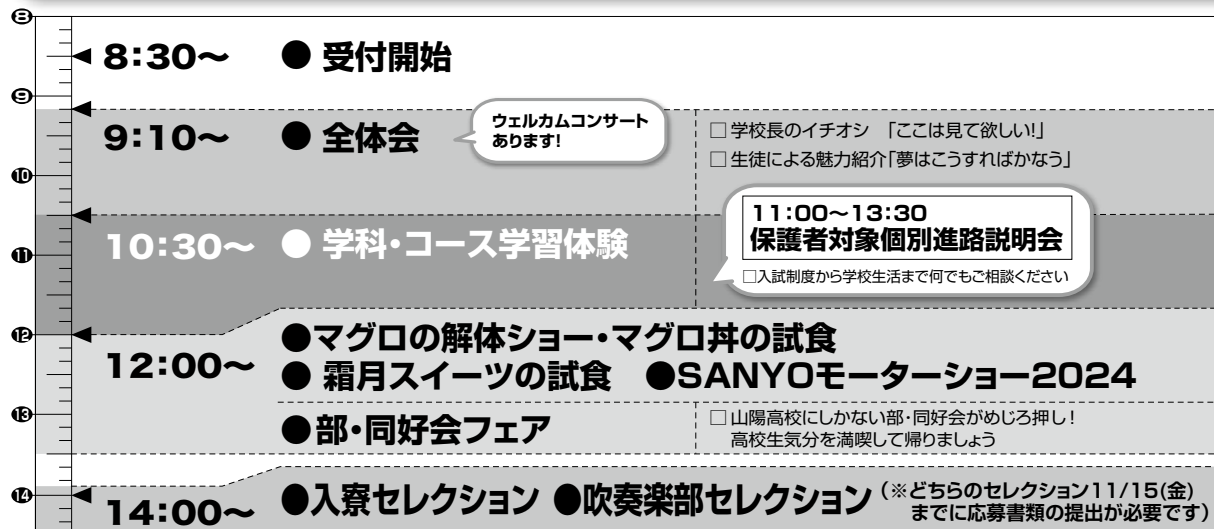 8
8:30〜 ● 受付開始
9
9:10〜 ● 全体会
ウェルカムコンサート
あります!
□ 学校長のイチオシ 「ここは見て欲しい!」
□ 生徒による魅力紹介「夢はこうすればかなう」
10
10:30〜 ● 学科・コース学習体験
11:00〜13:30
保護者対象個別進路説明会
□入試制度から学校生活まで何でもご相談ください
11
12
12:00〜
●マグロの解体ショー・マグロ丼の試食
● 霜月スイーツの試食 ●SANYOモーターショー2024
13
●部・同好会フェア
□ 山陽高校にしかない部・同好会がめじろ押し!
高校生気分を満喫して帰りましょう
14
14:00〜 ●入寮セレクション ●吹奏楽部セレクション
(※どちらのセレクション11/15(金)
までに応募書類の提出が必要です)